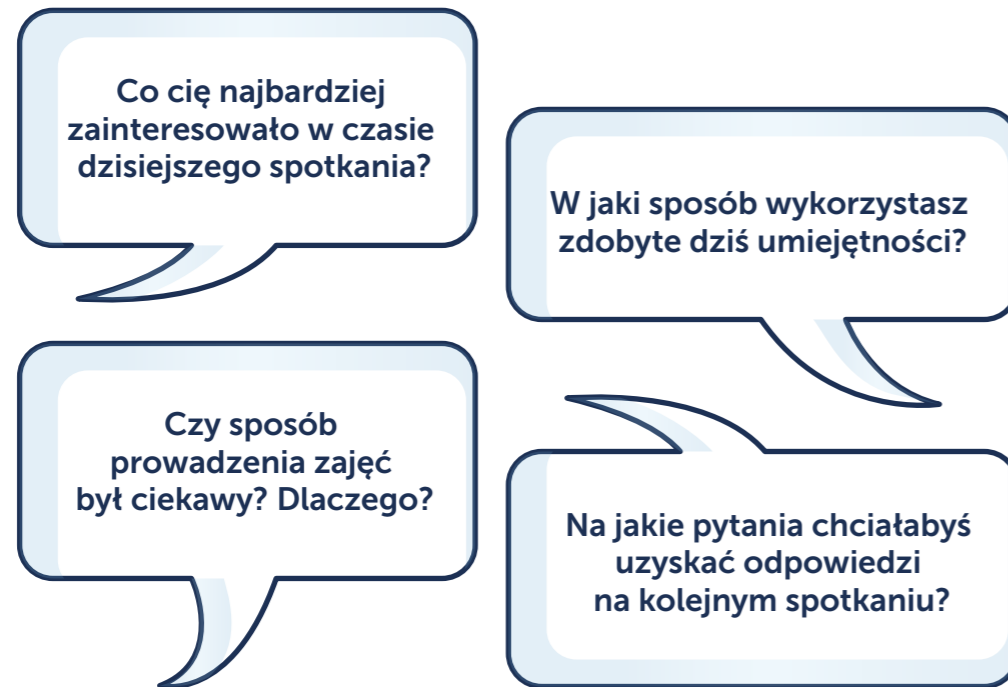 Co cię najbardziej
zainteresowało w czasie
dzisiejszego spotkania?
W jaki sposób wykorzystasz
zdobyte dziś umiejętności?
Czy sposób
prowadzenia zajęć
był ciekawy? Dlaczego?
Na jakie pytania chciałabyś
uzyskać odpowiedzi
na kolejnym spotkaniu?